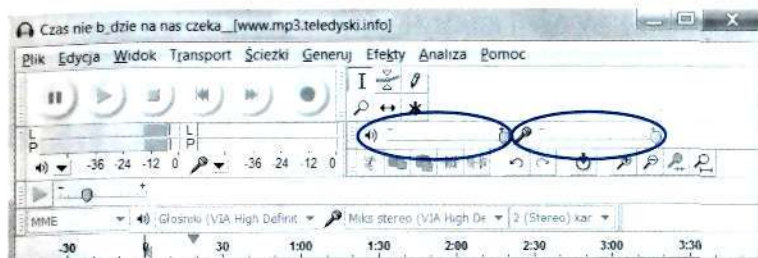 Czas nie b_dzie na nas czeka__[www.mp3.teledyski.info]
Plik Edycja Widok Transport Ścieżki Generuj Efekty Analiza Pomoc
L
P
L
P
-36 -24 -12 0 -36 -24 -12 0
MME Głośniki (VIA High Definit Miks stereo (VIA High De 2 (Stereo) kar
-30 0 30 1:00 1:30 2:00 2:30 3:00 3:30